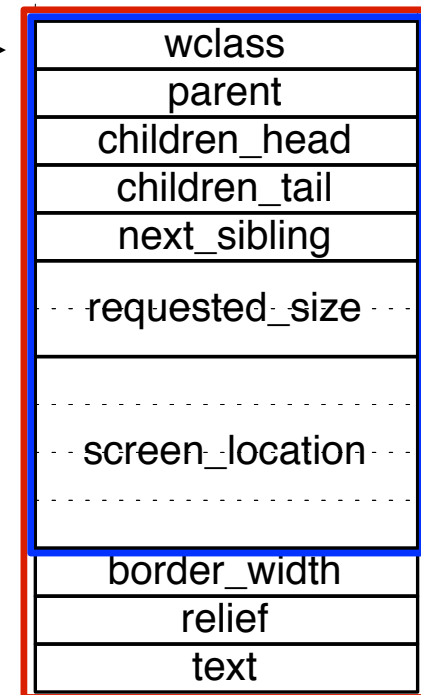 wclass
parent
children_head
children_tail
next_sibling
requested_size
screen_location
border_width
relief
text